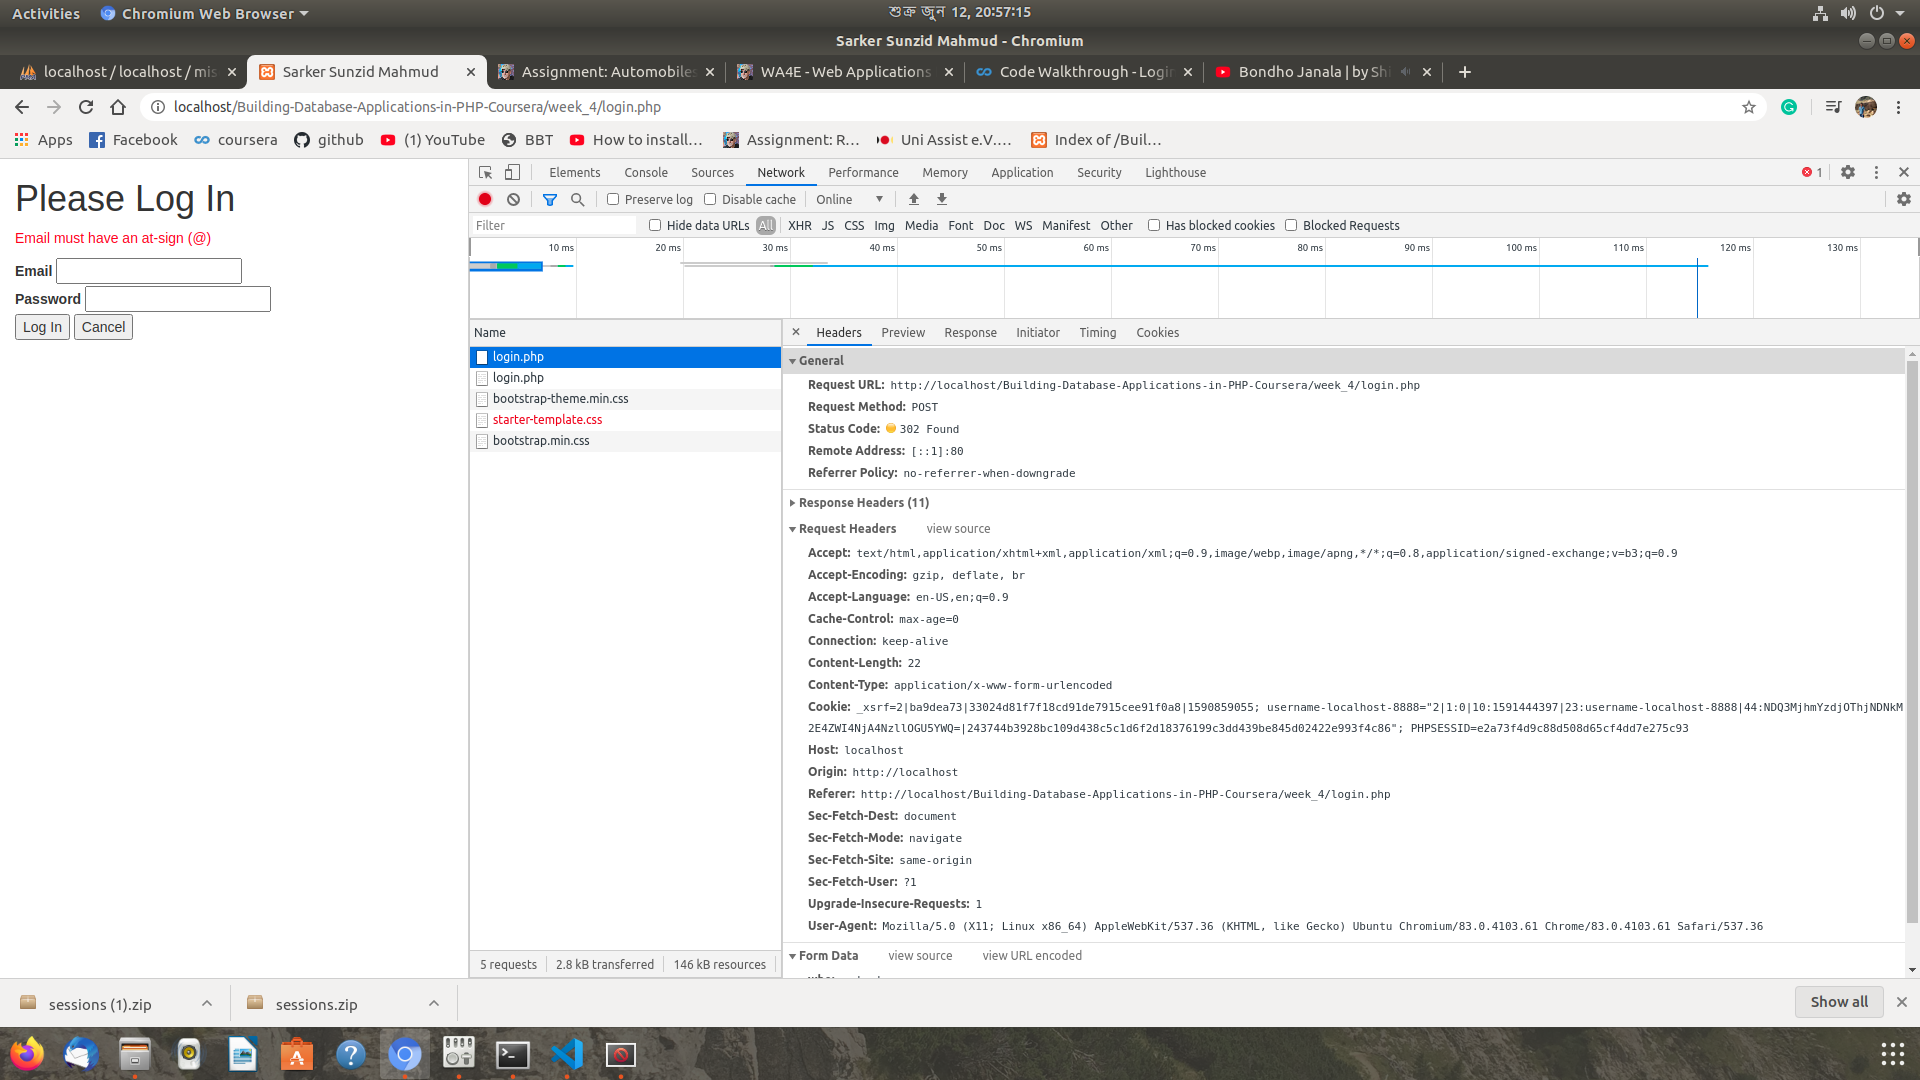 Activities Chromium Web Browser শুক্র জুন 12, 20:57:15
Sarker Sunzid Mahmud - Chromium
localhost / localhost / mis Sarker Sunzid Mahmud Assignment: Automobiles WA4E - Web Applications Code Walkthrough - Login Bondho Janala | by Shi
localhost/Building-Database-Applications-in-PHP-Coursera/week_4/login.php
Apps Facebook coursera github (1) YouTube BBT How to install... Assignment: R... Uni Assist e.V.... Index of /Buil...
Please Log In
Email must have an at-sign (@)
Email
Password
Log In Cancel
Elements Console Sources Network Performance Memory Application Security Lighthouse 1
Preserve log Disable cache Online
Filter Hide data URLs All XHR JS CSS Img Media Font Doc WS Manifest Other Has blocked cookies Blocked Requests
10 ms 20 ms 30 ms 40 ms 50 ms 60 ms 70 ms 80 ms 90 ms 100 ms 110 ms 120 ms 130 ms
Name
login.php
login.php
bootstrap-theme.min.css
starter-template.css
bootstrap.min.css
5 requests 2.8 kB transferred 146 kB resources
Headers Preview Response Initiator Timing Cookies
General
Request URL: http://localhost/Building-Database-Applications-in-PHP-Coursera/week_4/login.php
Request Method: POST
Status Code: 302 Found
Remote Address: [::1]:80
Referrer Policy: no-referrer-when-downgrade
Response Headers (11)
Request Headers view source
Accept: text/html,application/xhtml+xml,application/xml;q=0.9,image/webp,image/apng,*/*;q=0.8,application/signed-exchange;v=b3;q=0.9
Accept-Encoding: gzip, deflate, br
Accept-Language: en-US,en;q=0.9
Cache-Control: max-age=0
Connection: keep-alive
Content-Length: 22
Content-Type: application/x-www-form-urlencoded
Cookie: _xsrf=2|ba9dea73|33024d81f7f18cd91de7915cee91f0a8|1590859055; username-localhost-8888="2|1:0|10:1591444397|23:username-localhost-8888|44:NDQ3MjhmYzdjOThjNDNkM
2E4ZWI4NjA4NzllOGU5YWQ=|243744b3928bc109d438c5c1d6f2d18376199c3dd439be845d02422e993f4c86"; PHPSESSID=e2a73f4d9c88d508d65cf4dd7e275c93
Host: localhost
Origin: http://localhost
Referer: http://localhost/Building-Database-Applications-in-PHP-Coursera/week_4/login.php
Sec-Fetch-Dest: document
Sec-Fetch-Mode: navigate
Sec-Fetch-Site: same-origin
Sec-Fetch-User: ?1
Upgrade-Insecure-Requests: 1
User-Agent: Mozilla/5.0 (X11; Linux x86_64) AppleWebKit/537.36 (KHTML, like Gecko) Ubuntu Chromium/83.0.4103.61 Chrome/83.0.4103.61 Safari/537.36
Form Data view source view URL encoded
sessions (1).zip sessions.zip Show all